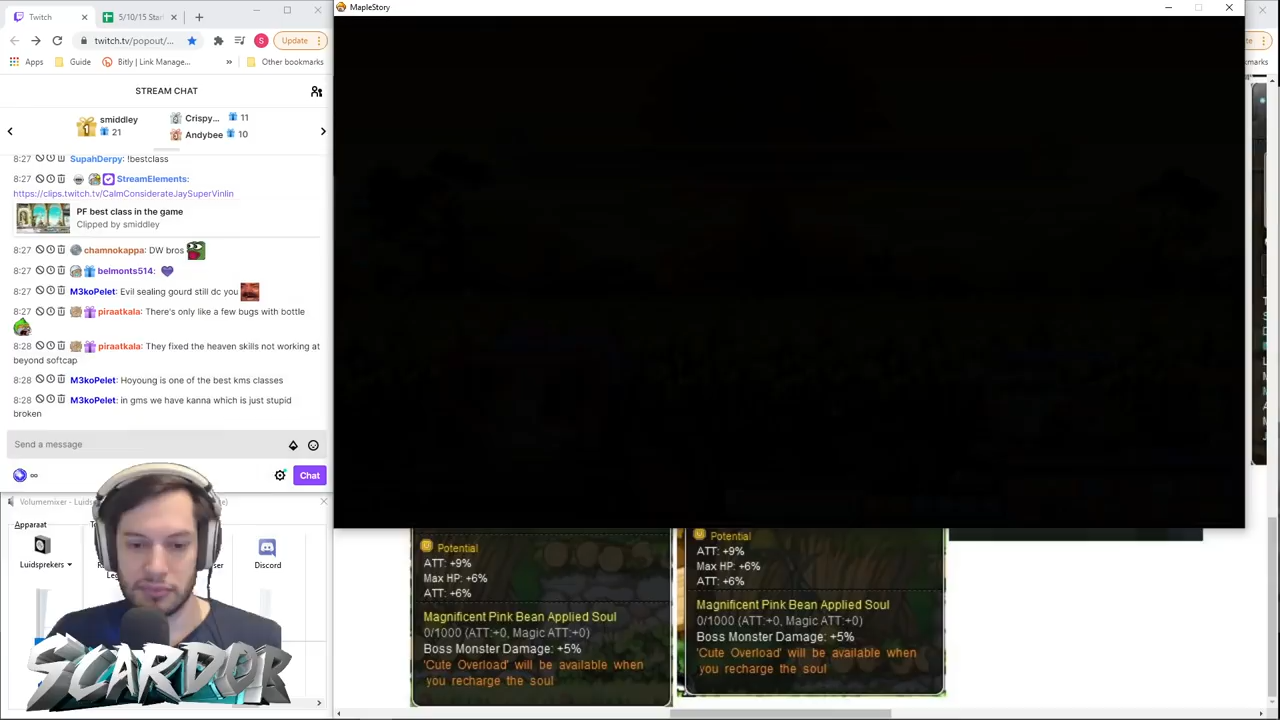 Twitch
5/10/15 Star
MapleStory
twitch.tv/popout/...
S
Update
Apps
Guide
Bitly | Link Manage...
»
Other bookmarks
STREAM CHAT
smiddley
21
Crispy... 11
Andybee 10
8:27 SupahDerpy: !bestclass
8:27 StreamElements:
https://clips.twitch.tv/CalmConsiderateJaySuperVinlin
PF best class in the game
Clipped by smiddley
8:27 chamnokappa: DW bros
8:27 belmonts514:
8:27 M3koPelet: Evil sealing gourd still dc you
8:27 piraatkala: There's only like a few bugs with bottle
8:28 piraatkala: They fixed the heaven skills not working at
beyond softcap
8:28 M3koPelet: Hoyoung is one of the best kms classes
8:28 M3koPelet: in gms we have kanna which is just stupid
broken
Send a message
Chat
Volumemixer - Luids
Apparaat
Luidsprekers
Discord
SCARDOR
Potential
ATT: +9%
Max HP: +6%
ATT: +6%
Magnificent Pink Bean Applied Soul
0/1000 (ATT:+0, Magic ATT:+0)
Boss Monster Damage: +5%
'Cute Overload' will be available when
you recharge the soul
Potential
ATT: +9%
Max HP: +6%
ATT: +6%
Magnificent Pink Bean Applied Soul
0/1000 (ATT:+0, Magic ATT:+0)
Boss Monster Damage: +5%
'Cute Overload' will be available when
you recharge the soul